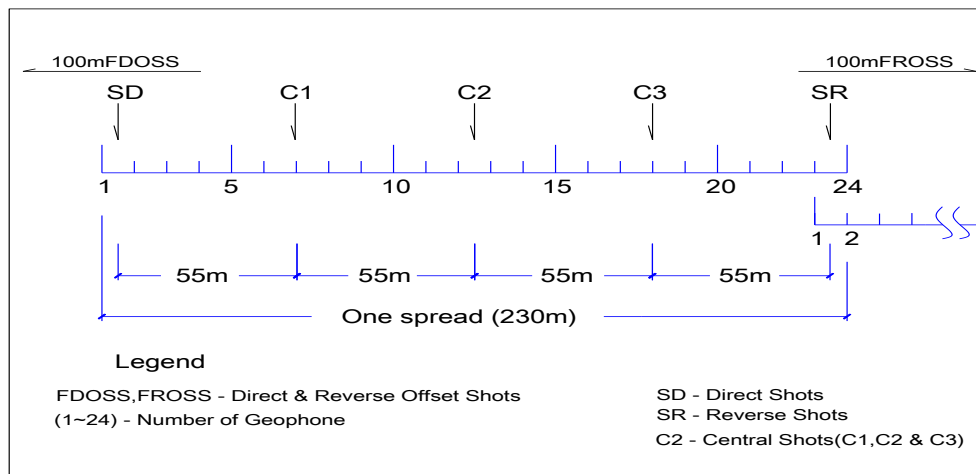 100mFDOSS 100mFROSS
SD C1 C2 C3 SR
1 5 10 15 20 24
1 2
55m 55m 55m 55m
One spread (230m)
Legend
FDOSS,FROSS - Direct & Reverse Offset Shots
(1~24) - Number of Geophone
SD - Direct Shots
SR - Reverse Shots
C2 - Central Shots(C1,C2 & C3)